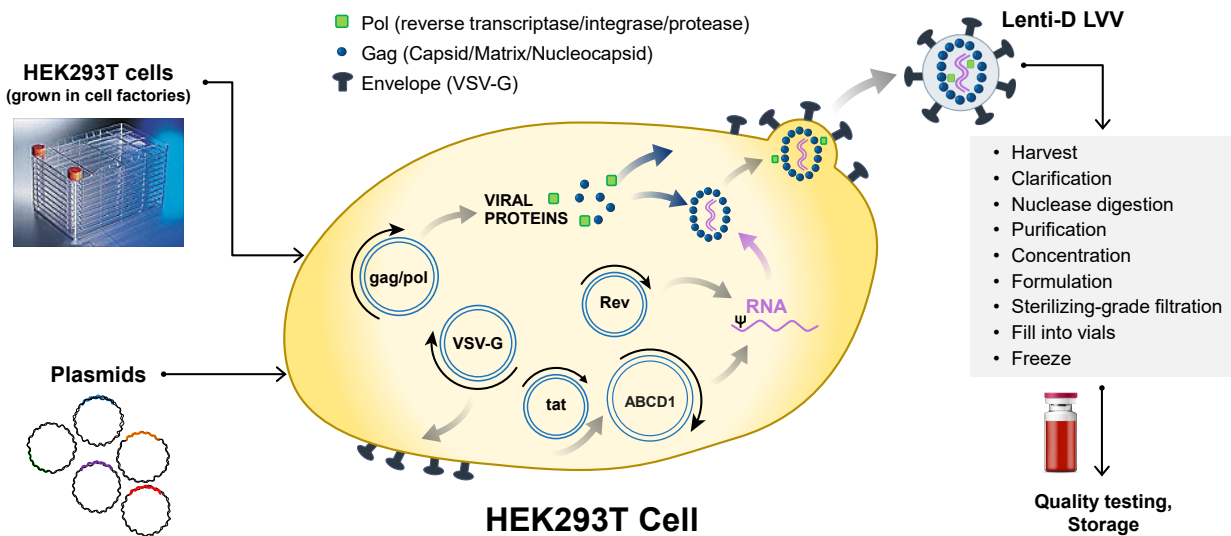 Pol (reverse transcriptase/integrase/protease)
Gag (Capsid/Matrix/Nucleocapsid)
Envelope (VSV-G)
Lenti-D LVV
HEK293T cells
(grown in cell factories)
VIRAL
PROTEINS
gag/pol
Rev
Ψ
RNA
VSV-G
tat
ABCD1
Plasmids
HEK293T Cell
• Harvest
• Clarification
• Nuclease digestion
• Purification
• Concentration
• Formulation
• Sterilizing-grade filtration
• Fill into vials
• Freeze
Quality testing,
Storage